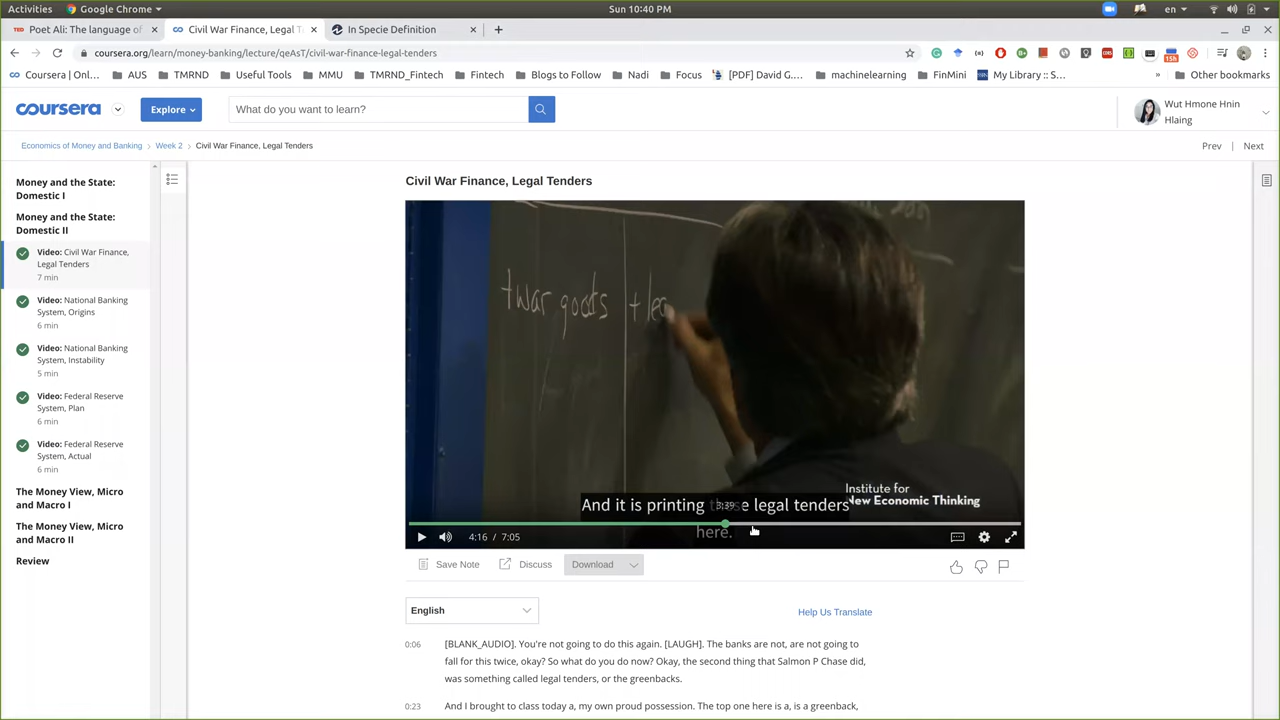 Activities
Google Chrome
Sun 10:40 PM
en
Poet Ali: The language of
Civil War Finance, Legal T
In Specie Definition
coursera.org/learn/money-banking/lecture/qeAsT/civil-war-finance-legal-tenders
Coursera | Onl...
AUS
TMRND
Useful Tools
MMU
TMRND_Fintech
Fintech
Blogs to Follow
Nadi
Focus
[PDF] David G....
machinelearning
FinMini
My Library :: S...
»
Other bookmarks
coursera
Explore
What do you want to learn?
Wut Hmone Hnin
Hlaing
Economics of Money and Banking > Week 2 > Civil War Finance, Legal Tenders
Prev | Next
Money and the State:
Domestic I
Money and the State:
Domestic II
Video: Civil War Finance,
Legal Tenders
7 min
Video: National Banking
System, Origins
6 min
Video: National Banking
System, Instability
5 min
Video: Federal Reserve
System, Plan
6 min
Video: Federal Reserve
System, Actual
6 min
The Money View, Micro
and Macro I
The Money View, Micro
and Macro II
Review
Civil War Finance, Legal Tenders
+war goods
+ leg
Institute for
New Economic Thinking
And it is printing these legal tenders
3:39
here.
4:16 / 7:05
Save Note
Discuss
Download
English
Help Us Translate
0:06
[BLANK_AUDIO]. You're not going to do this again. [LAUGH]. The banks are not, are not going to
fall for this twice, okay? So what do you do now? Okay, the second thing that Salmon P Chase did,
was something called legal tenders, or the greenbacks.
0:23
And I brought to class today a, my own proud possession. The top one here is a, is a greenback,